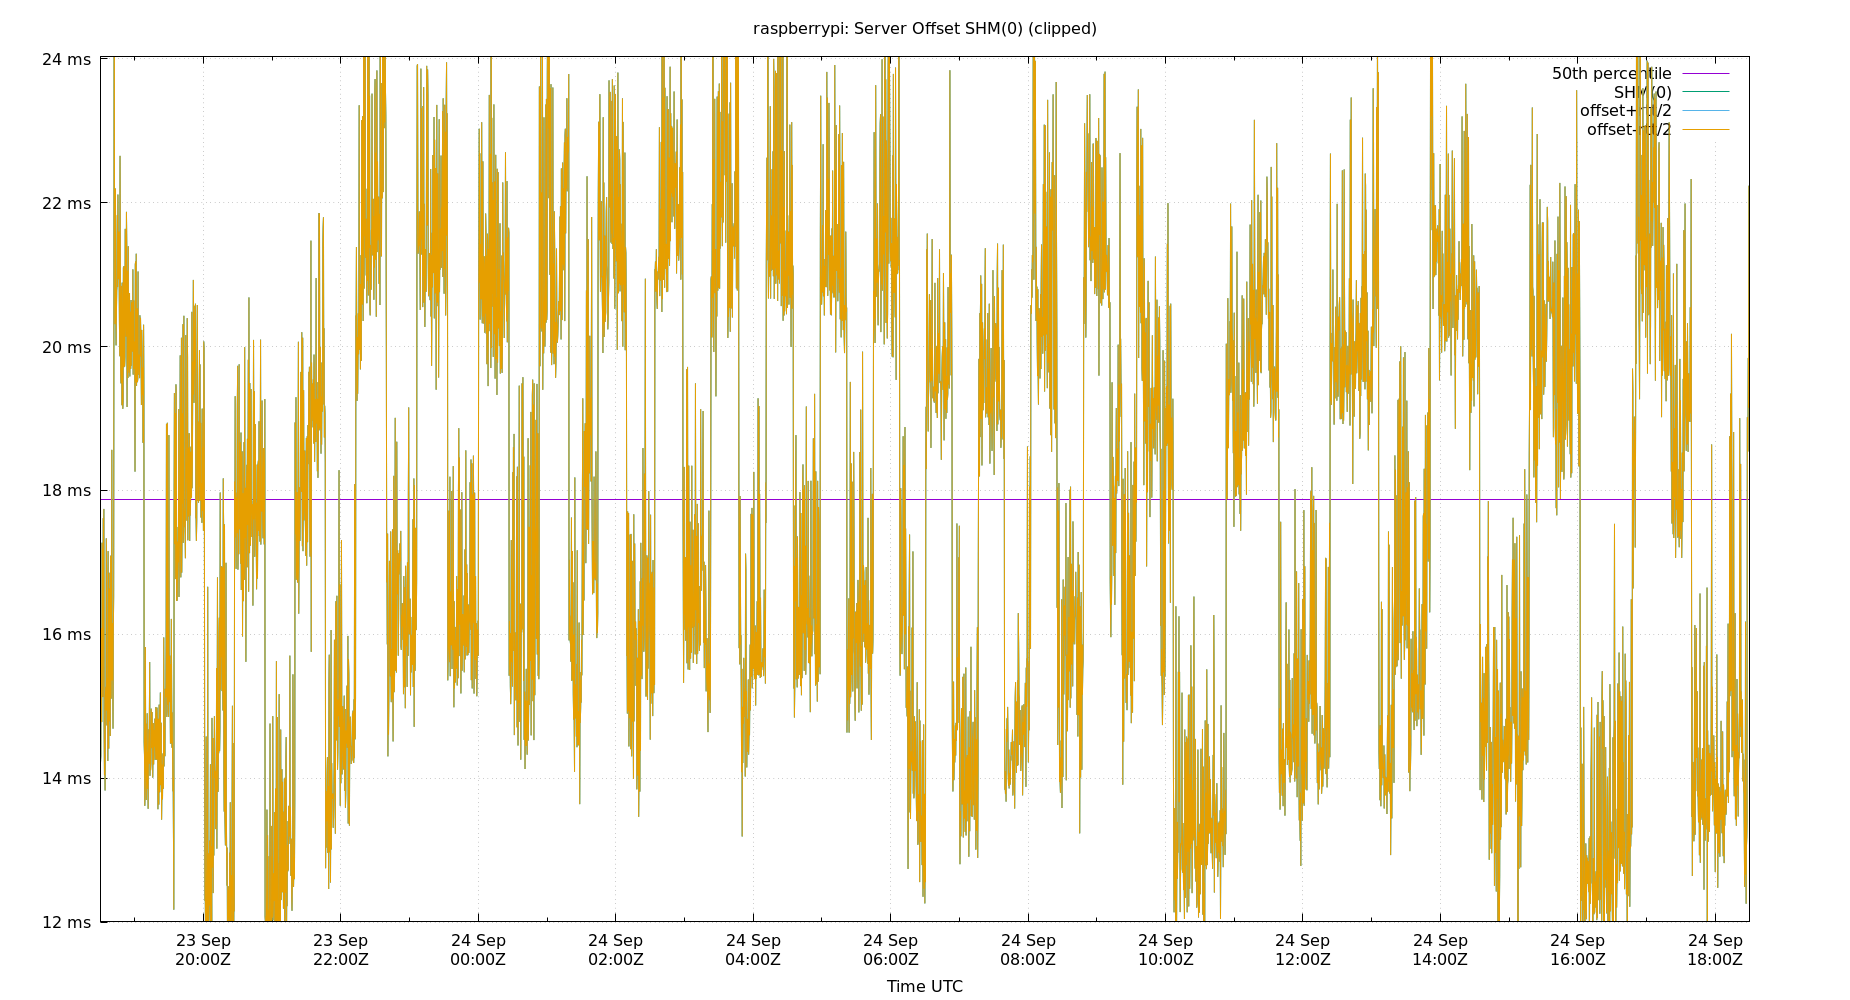 raspberrypi: Server Offset SHM(0) (clipped)
24 ms
22 ms
20 ms
18 ms
16 ms
14 ms
12 ms
50th percentile
SHM(0)
offset+rtt/2
offset-rtt/2
23 Sep
20:00Z
23 Sep
22:00Z
24 Sep
00:00Z
24 Sep
02:00Z
24 Sep
04:00Z
24 Sep
06:00Z
24 Sep
08:00Z
24 Sep
10:00Z
24 Sep
12:00Z
24 Sep
14:00Z
24 Sep
16:00Z
24 Sep
18:00Z
Time UTC